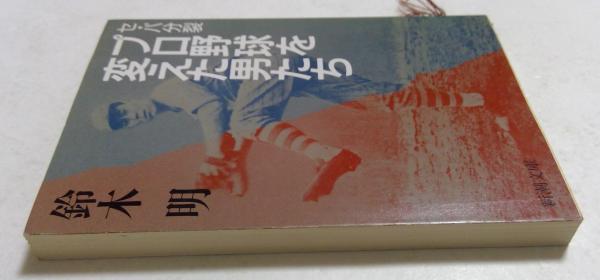 セ・パ分裂
プロ野球を
変えた男たち
鈴木明
新潮文庫